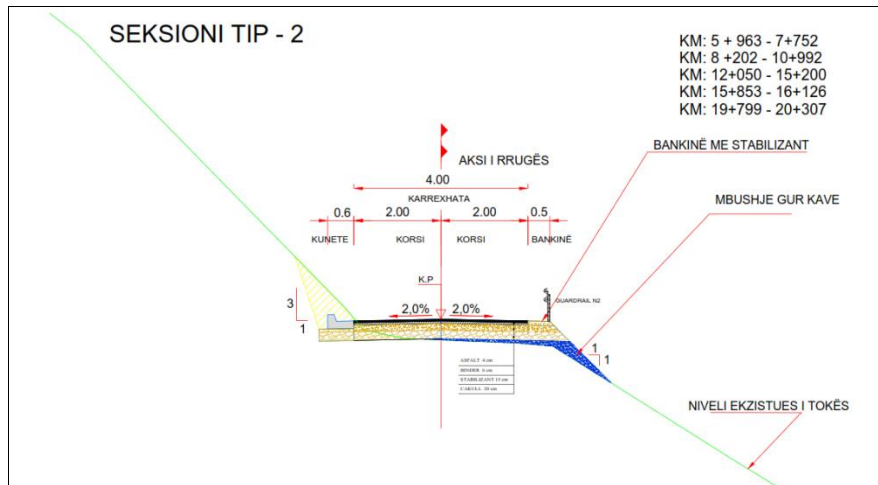 SEKSIONI TIP - 2
KM: 5 + 963 - 7+752
KM: 8 +202 - 10+992
KM: 12+050 - 15+200
KM: 15+853 - 16+126
KM: 19+799 - 20+307
BANKINË ME STABILIZANT
AKSI I RRUGËS
4.00
KARREXHATA
MBUSHJE GUR KAVE
0.6 2.00 2.00 0.5
KUNETE KORSI KORSI BANKINË
K.P
GUARDRAIL N2
2,0% 2,0%
3
1
1
1
ASFALT 4 cm
BINDER 6 cm
STABILIZANT 15 cm
CAKULL 30 cm
NIVELI EKZISTUES I TOKËS